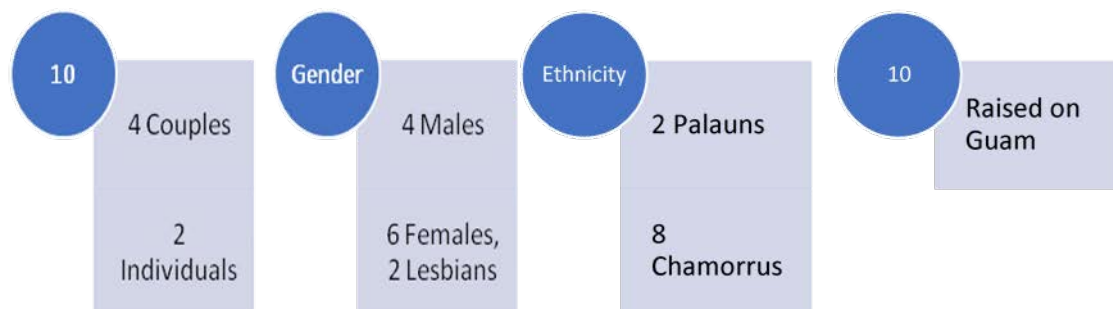 10
4 Couples
2
Individuals
Gender
4 Males
6 Females,
2 Lesbians
Ethnicity
2 Palauns
8
Chamorrus
10
Raised on
Guam